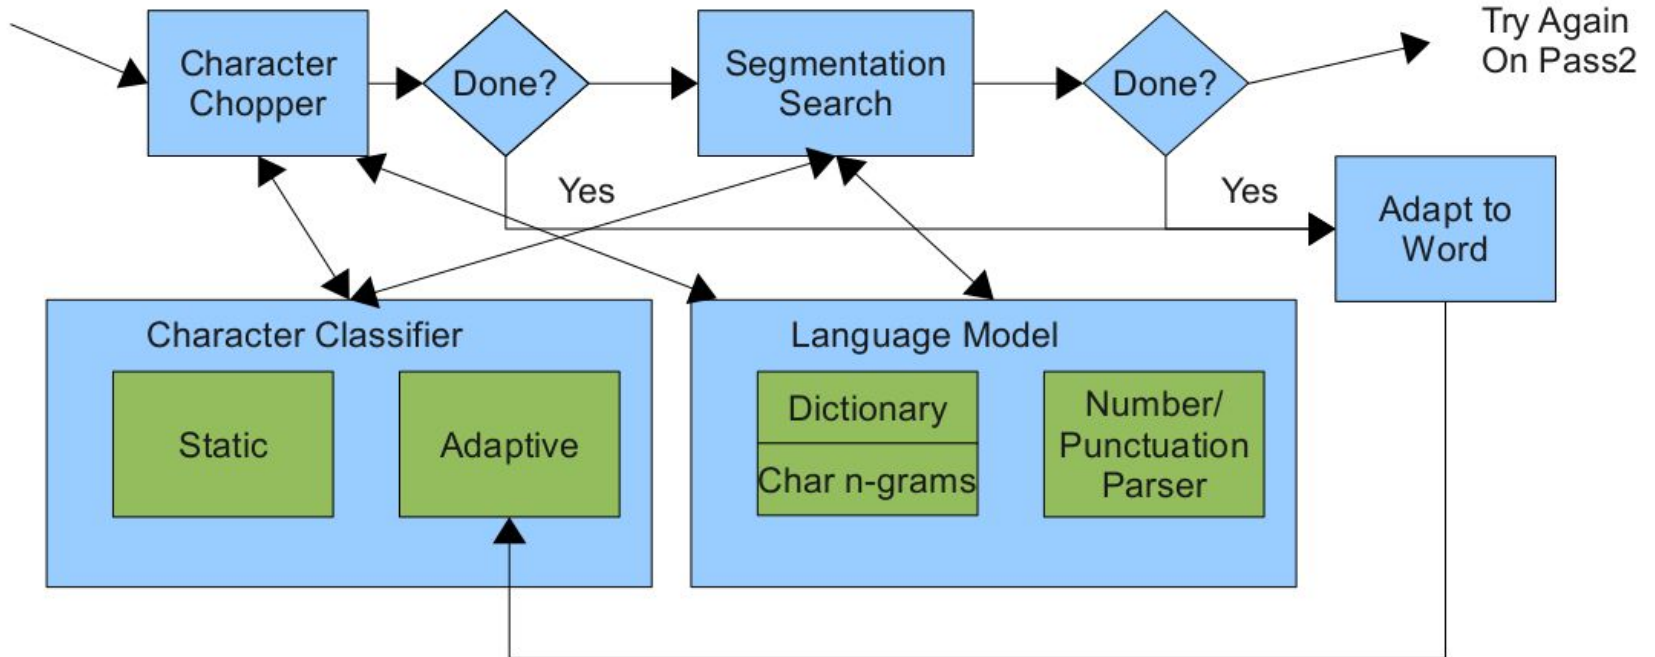 Character
Chopper
Done?
Segmentation
Search
Done?
Try Again
On Pass2
Yes
Yes
Adapt to
Word
Character Classifier
Static
Adaptive
Language Model
Dictionary
Char n-grams
Number/
Punctuation
Parser